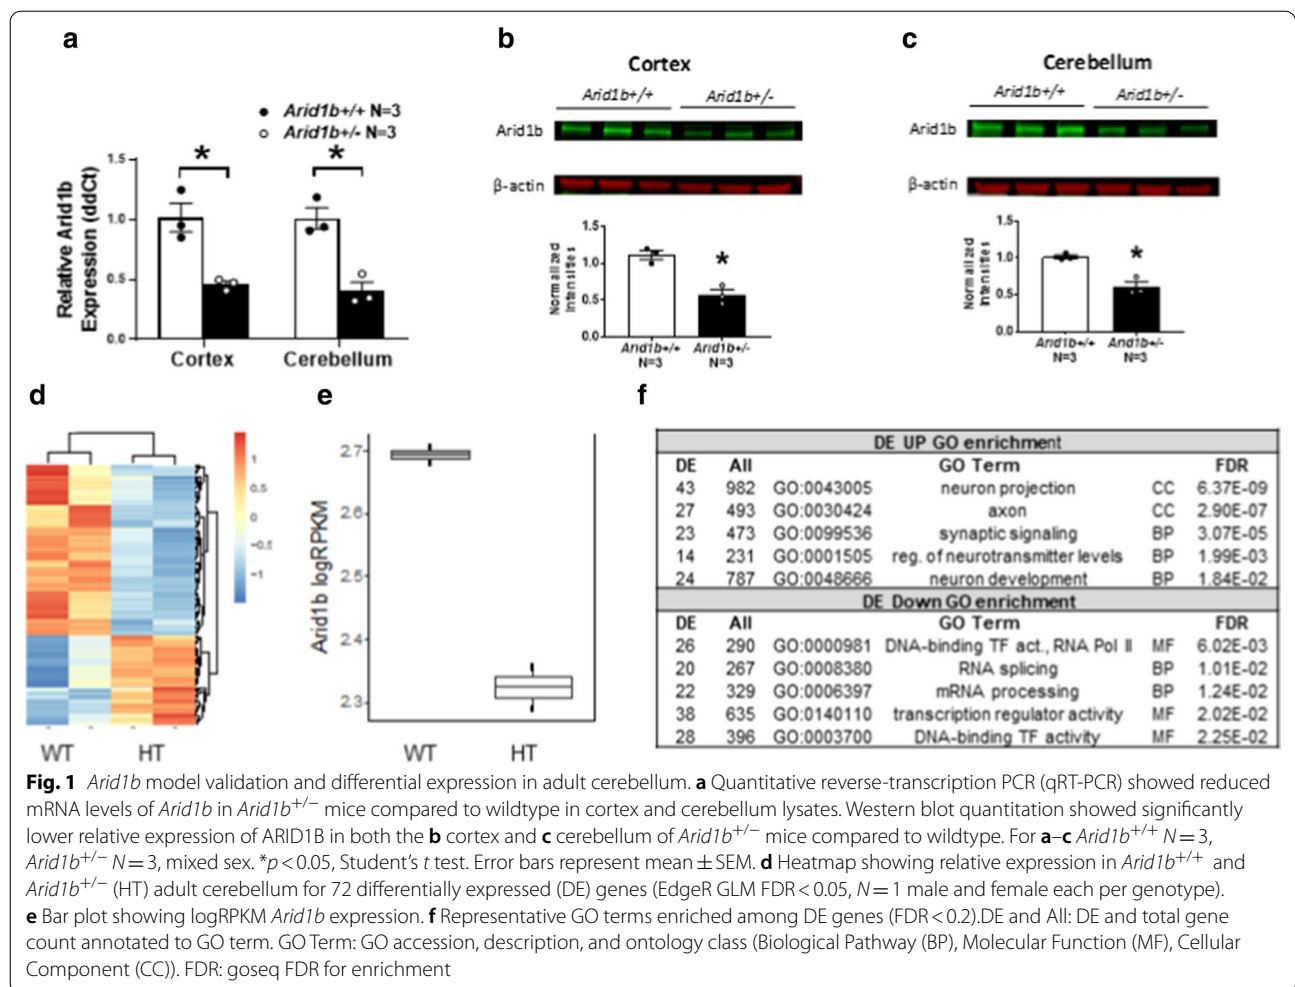 a
Arid1b+/+ N=3
Arid1b+/- N=3
*
*
Relative Arid1b
Expression (ddCt)
1.5
1.0
0.5
0.0
Cortex
Cerebellum
b
Cortex
Arid1b+/+
Arid1b+/-
Arid1b
β-actin
Normalized
Intensities
1.5
1.0
0.5
0.0
*
Arid1b+/+
N=3
Arid1b+/-
N=3
c
Cerebellum
Arid1b+/+
Arid1b+/-
Arid1b
β-actin
Normalized
Intensities
1.5
1.0
0.5
0.0
*
Arid1b+/+
N=3
Arid1b+/-
N=3
d
1
0.5
0
−0.5
−1
WT
HT
e
Arid1b logRPKM
2.7
2.6
2.5
2.4
2.3
WT
HT
f
DE UP GO enrichment
DE All GO Term FDR
43 982 GO:0043005 neuron projection CC 6.37E-09
27 493 GO:0030424 axon CC 2.90E-07
23 473 GO:0099536 synaptic signaling BP 3.07E-05
14 231 GO:0001505 reg. of neurotransmitter levels BP 1.99E-03
24 787 GO:0048666 neuron development BP 1.84E-02
DE Down GO enrichment
DE All GO Term FDR
26 290 GO:0000981 DNA-binding TF act., RNA Pol II MF 6.02E-03
20 267 GO:0008380 RNA splicing BP 1.01E-02
22 329 GO:0006397 mRNA processing BP 1.24E-02
38 635 GO:0140110 transcription regulator activity MF 2.02E-02
28 396 GO:0003700 DNA-binding TF activity MF 2.25E-02
Fig. 1 Arid1b model validation and differential expression in adult cerebellum. a Quantitative reverse-transcription PCR (qRT-PCR) showed reduced
mRNA levels of Arid1b in Arid1b+/− mice compared to wildtype in cortex and cerebellum lysates. Western blot quantitation showed significantly
lower relative expression of ARID1B in both the b cortex and c cerebellum of Arid1b+/− mice compared to wildtype. For a–c Arid1b+/+ N = 3,
Arid1b+/− N = 3, mixed sex. *p < 0.05, Student's t test. Error bars represent mean ± SEM. d Heatmap showing relative expression in Arid1b+/+ and
Arid1b+/− (HT) adult cerebellum for 72 differentially expressed (DE) genes (EdgeR GLM FDR < 0.05, N = 1 male and female each per genotype).
e Bar plot showing logRPKM Arid1b expression. f Representative GO terms enriched among DE genes (FDR < 0.2).DE and All: DE and total gene
count annotated to GO term. GO Term: GO accession, description, and ontology class (Biological Pathway (BP), Molecular Function (MF), Cellular
Component (CC)). FDR: goseq FDR for enrichment